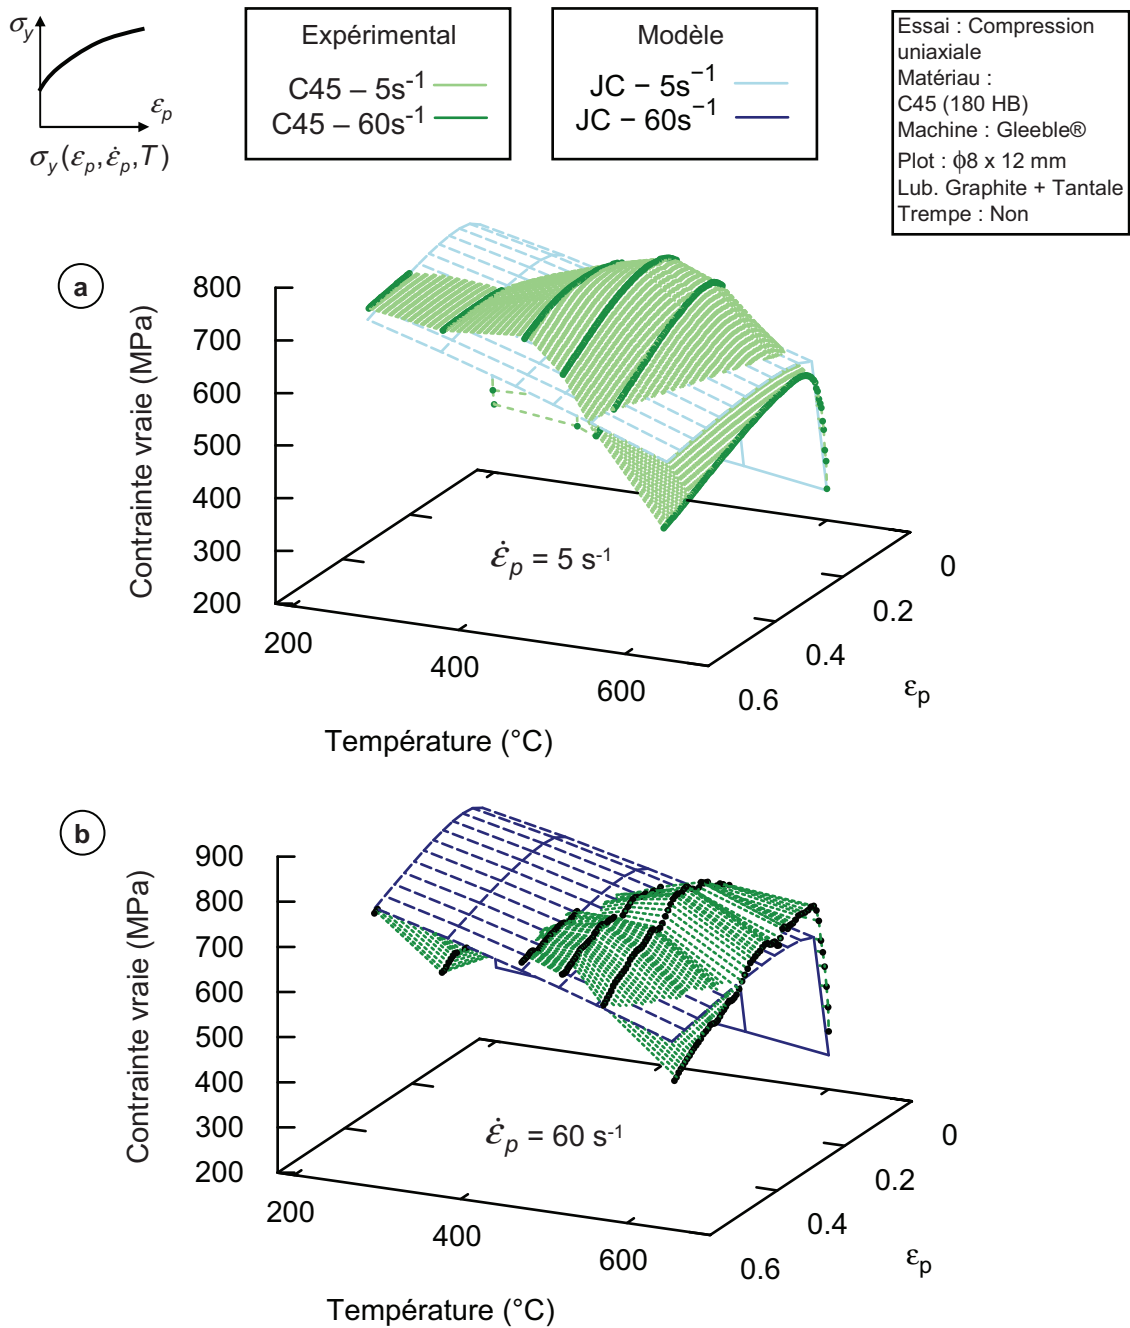 σy
εp
σy(εp,ε̇p,T)
Expérimental
C45 – 5s-1
C45 – 60s-1
Modèle
JC – 5s−1
JC – 60s−1
Essai : Compression
uniaxiale
Matériau :
C45 (180 HB)
Machine : Gleeble®
Plot : ϕ8 x 12 mm
Lub. Graphite + Tantale
Trempe : Non
a
Contrainte vraie (MPa)
800
700
600
500
400
300
200
200
400
600
0.6
0.4
0.2
0
ε̇p = 5 s-1
εp
Température (°C)
b
Contrainte vraie (MPa)
900
800
700
600
500
400
300
200
200
400
600
0.6
0.4
0.2
0
ε̇p = 60 s-1
εp
Température (°C)